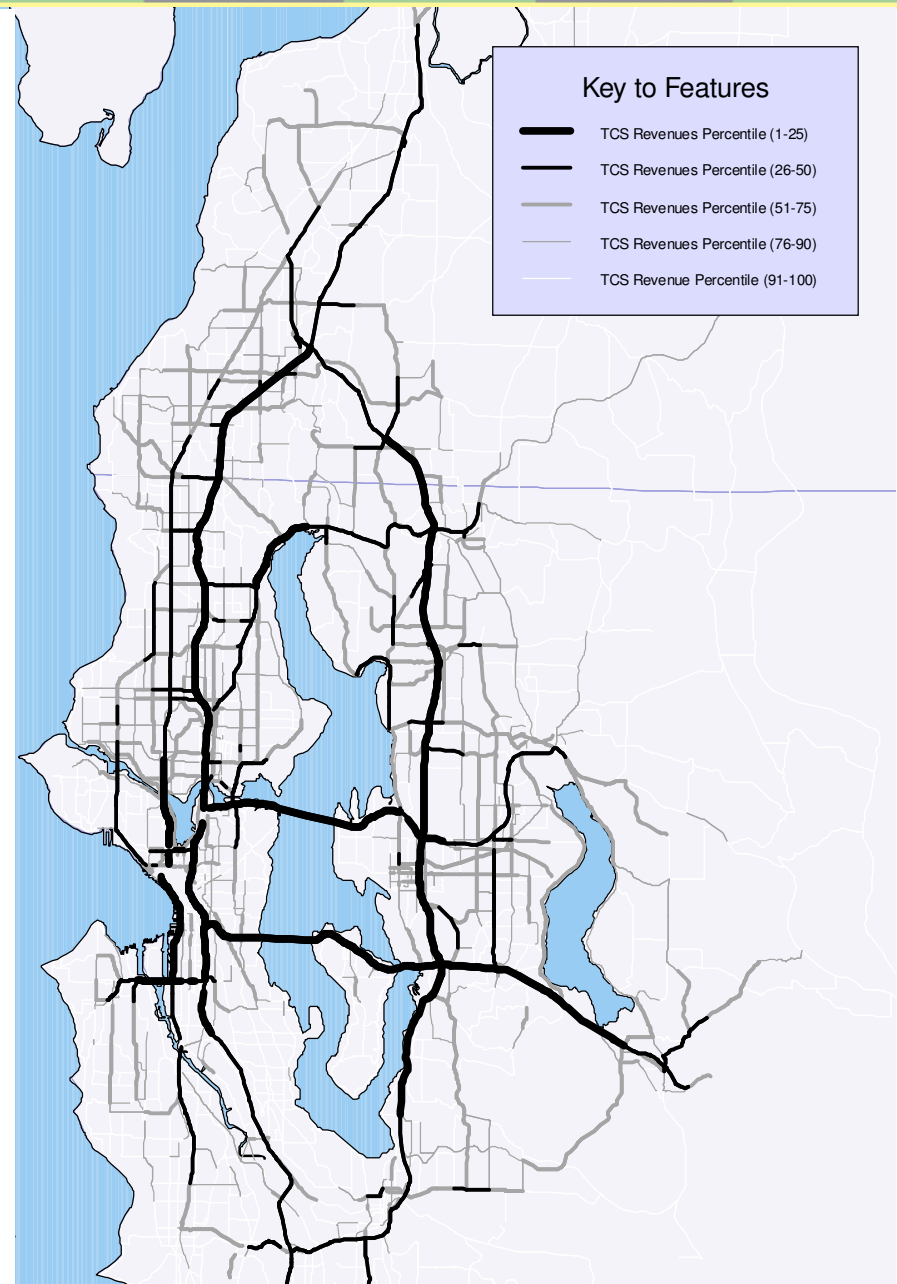 Key to Features
TCS Revenues Percentile (1-25)
TCS Revenues Percentile (26-50)
TCS Revenues Percentile (51-75)
TCS Revenues Percentile (76-90)
TCS Revenue Percentile (91-100)